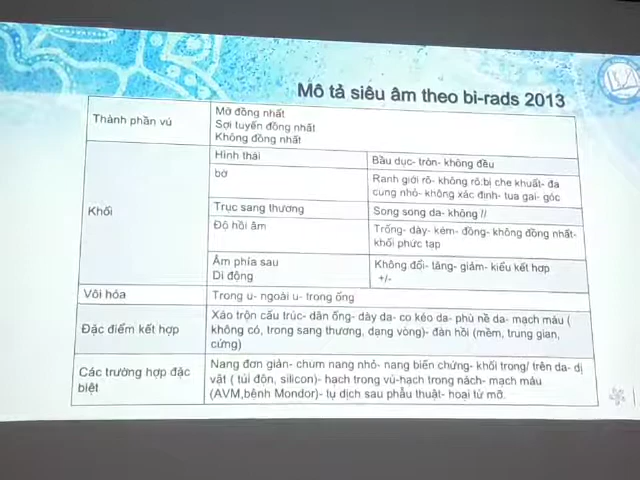 Mô tả siêu âm theo bi-rads 2013
Thành phần vú
Mỡ đồng nhất
Sợi tuyến đồng nhất
Không đồng nhất
Khối
Hình thái
Bầu dục- tròn- không đều
bờ
Ranh giới rõ- không rõ:bị che khuất- đa
cung nhỏ- không xác định- tua gai- góc
Trục sang thương
Song song da- không //
Độ hồi âm
Trống- dày- kém- đồng- không đồng nhất-
khối phức tạp
Âm phía sau
Không đổi- tăng- giảm- kiểu kết hợp
Di động
+/-
Vôi hóa
Trong u- ngoài u- trong ống
Đặc điểm kết hợp
Xáo trộn cấu trúc- dãn ống- dày da- co kéo da- phù nề da- mạch máu (
không có, trong sang thương, dạng vòng)- đàn hồi (mềm, trung gian,
cứng)
Các trường hợp đặc
biệt
Nang đơn giản- chùm nang nhỏ- nang biến chứng- khối trong/ trên da- dị
vật ( túi độn, silicon)- hạch trong vú-hạch trong nách- mạch máu
(AVM,bệnh Mondor)- tụ dịch sau phẫu thuật- hoại tử mỡ.